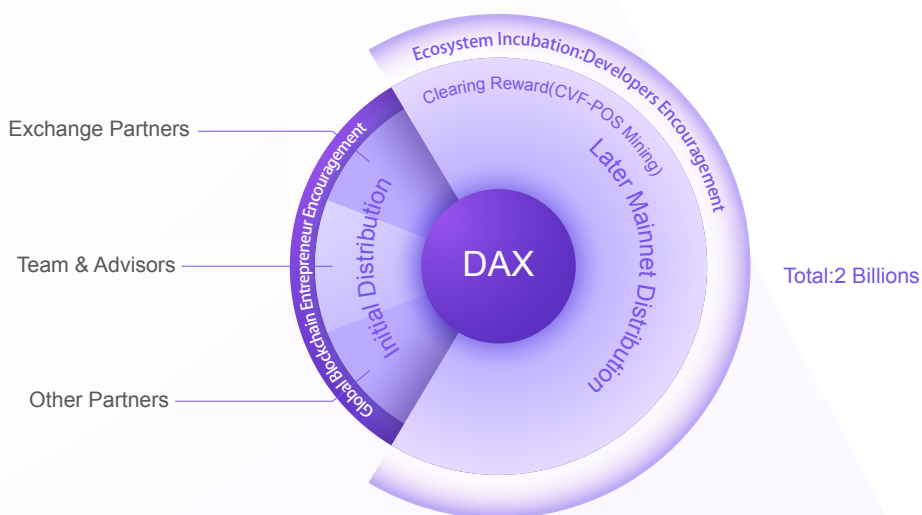 Ecosystem Incubation:Developers Encouragement
Clearing Reward(CVF-POS Mining)
Later Mainnet Distribution
Global Blockchain Entrepreneur Encouragement
Initial Distribution
Exchange Partners
Team & Advisors
Other Partners
DAX
Total:2 Billions